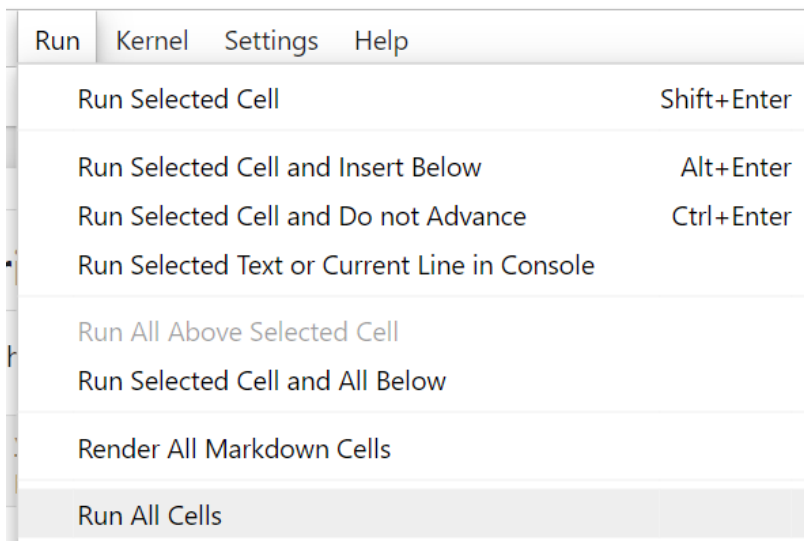 Run Kernel Settings Help
Run Selected Cell Shift+Enter
Run Selected Cell and Insert Below Alt+Enter
Run Selected Cell and Do not Advance Ctrl+Enter
Run Selected Text or Current Line in Console
Run All Above Selected Cell
Run Selected Cell and All Below
Render All Markdown Cells
Run All Cells